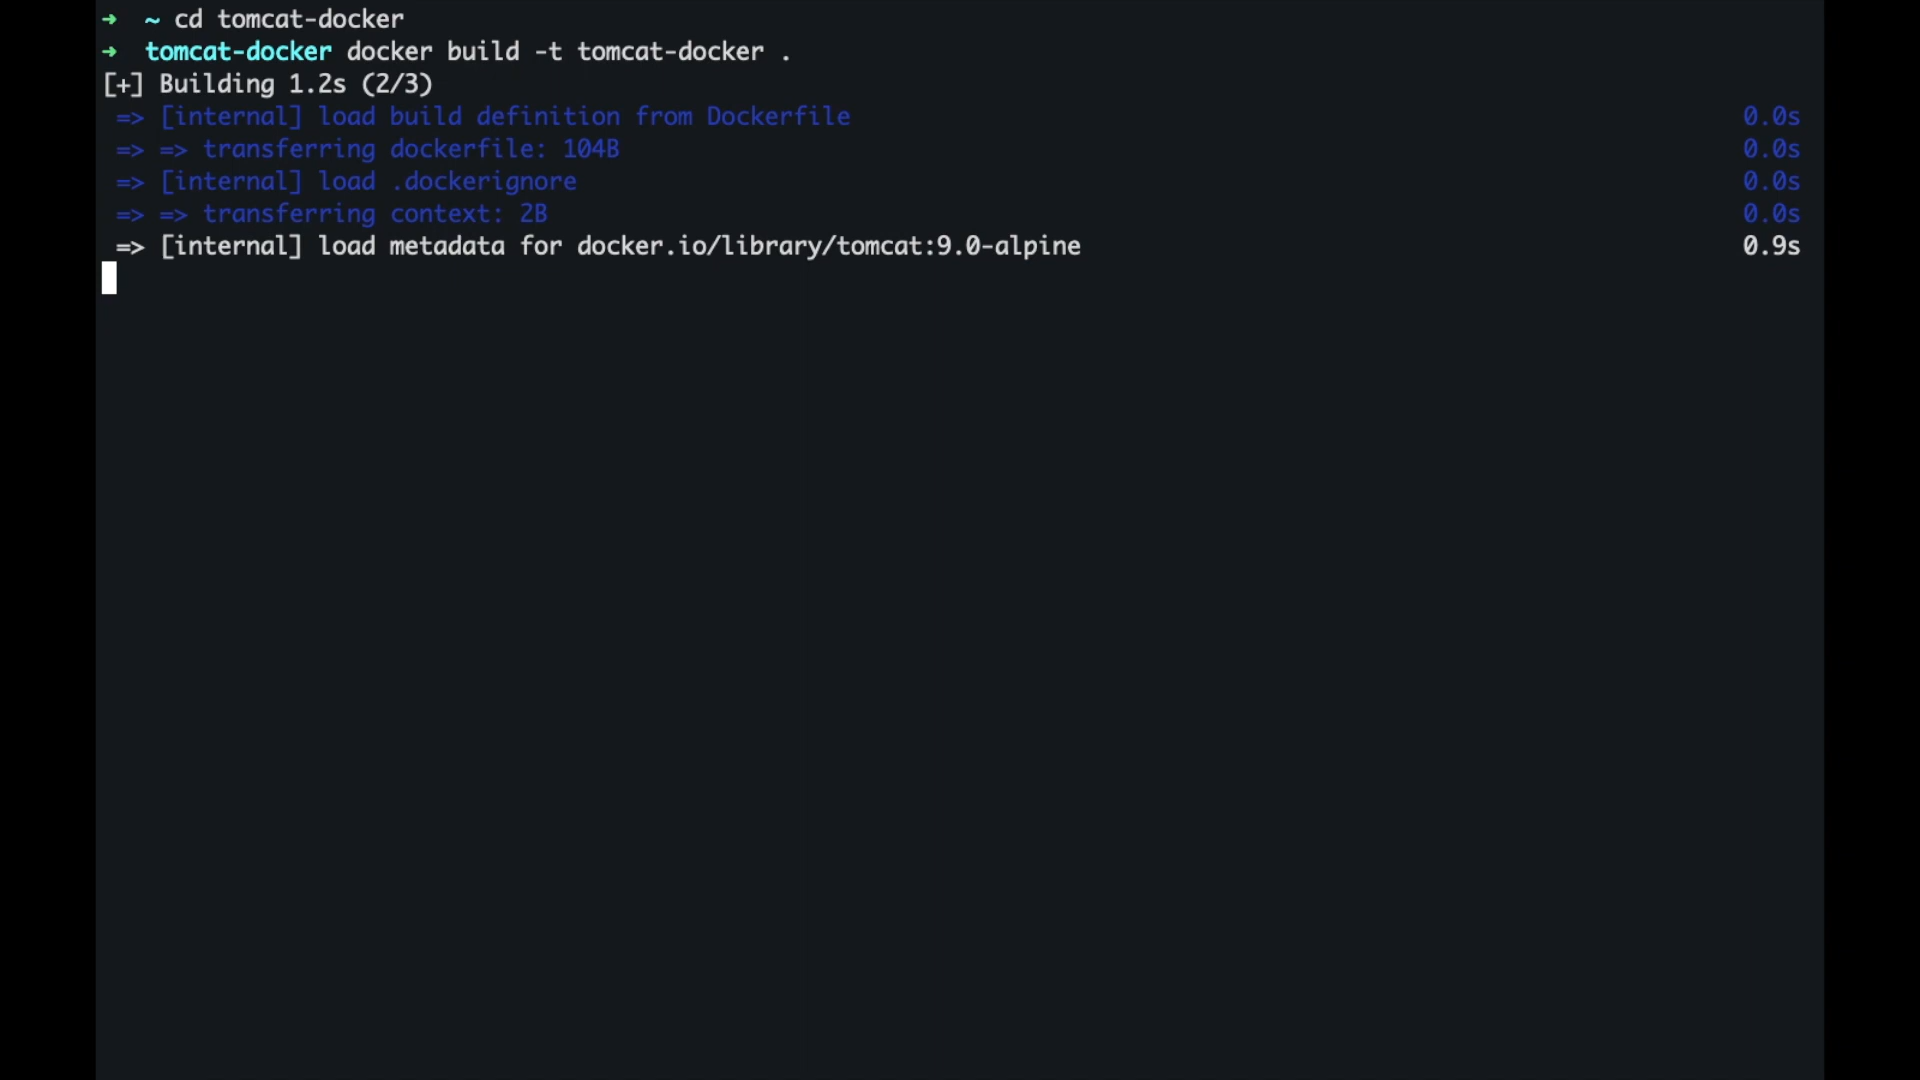 ➜ ~ cd tomcat-docker
➜ tomcat-docker docker build -t tomcat-docker .
[+] Building 1.2s (2/3)
=> [internal] load build definition from Dockerfile 0.0s
=> => transferring dockerfile: 104B 0.0s
=> [internal] load .dockerignore 0.0s
=> => transferring context: 2B 0.0s
=> [internal] load metadata for docker.io/library/tomcat:9.0-alpine 0.9s